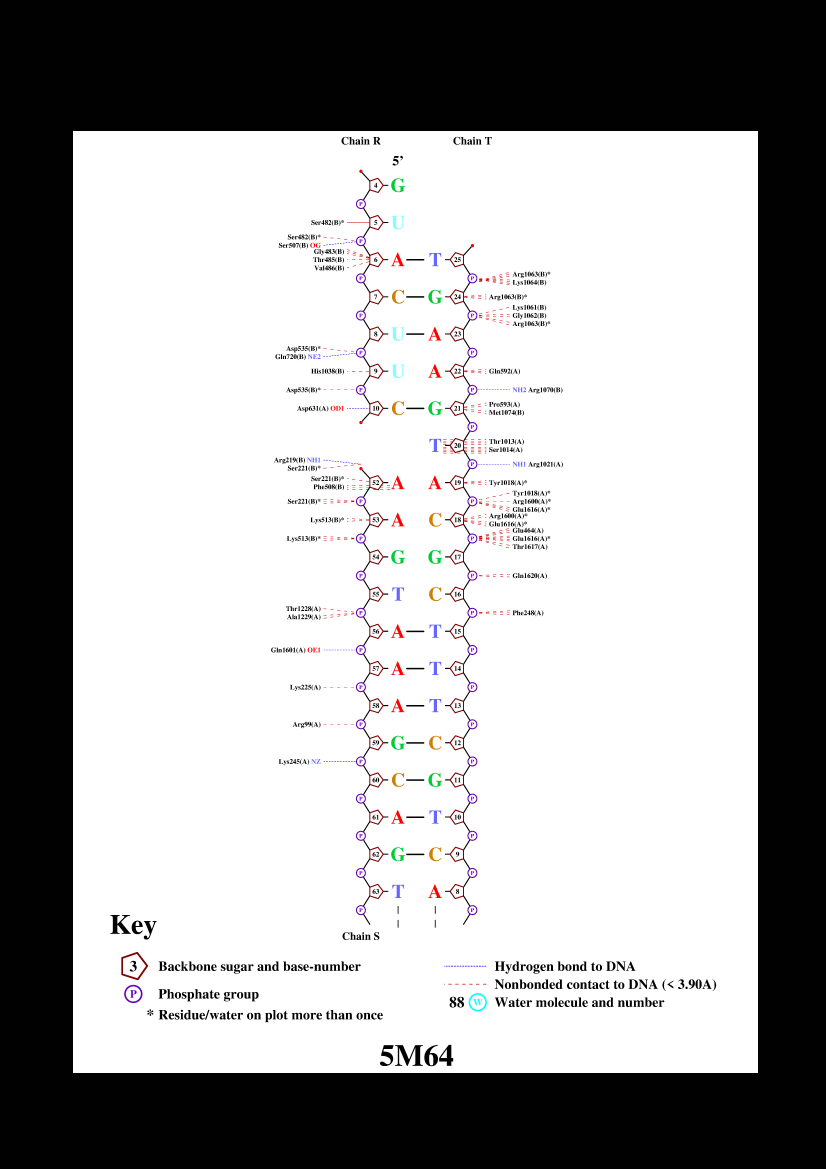 Chain R Chain T
5’
4 G
P
Ser482(B)* 5 U
Ser482(B)* P
Ser507(B) OG
Gly483(B)
Thr485(B) 6 A T 25
Val486(B)
P P Arg1063(B)*
Lys1064(B)
7 C G 24 Arg1063(B)*
P P Lys1061(B)
Gly1062(B)
Arg1063(B)*
8 U A 23
Asp535(B)* P P
Gln720(B) NE2
His1038(B) 9 U A 22 Gln592(A)
Asp535(B)* P P NH2 Arg1070(B)
Asp631(A) OD1 10 C G 21 Pro593(A)
Met1074(B)
P
T 20 Thr1013(A)
Ser1014(A)
Arg219(B) NH1 P NH1 Arg1021(A)
Ser221(B)*
Ser221(B)* 52 A A 19 Tyr1018(A)*
Phe508(B)
Ser221(B)* P P Tyr1018(A)*
Arg1600(A)*
Glu1616(A)*
Lys513(B)* 53 A C 18 Arg1600(A)*
Glu1616(A)*
Lys513(B)* P P Glu464(A)
Glu1616(A)*
Thr1617(A)
54 G G 17
P P Gln1620(A)
55 T C 16
Thr1228(A) P P Phe248(A)
Ala1229(A)
56 A T 15
Gln1601(A) OE1 P P
57 A T 14
Lys225(A) P P
58 A T 13
Arg99(A) P P
59 G C 12
Lys245(A) NZ P P
60 C G 11
P P
61 A T 10
P P
62 G C 9
P P
63 T A 8
P P
Chain S
Key
3 Backbone sugar and base-number
P Phosphate group
* Residue/water on plot more than once
Hydrogen bond to DNA
Nonbonded contact to DNA (< 3.90A)
88 W Water molecule and number
5M64